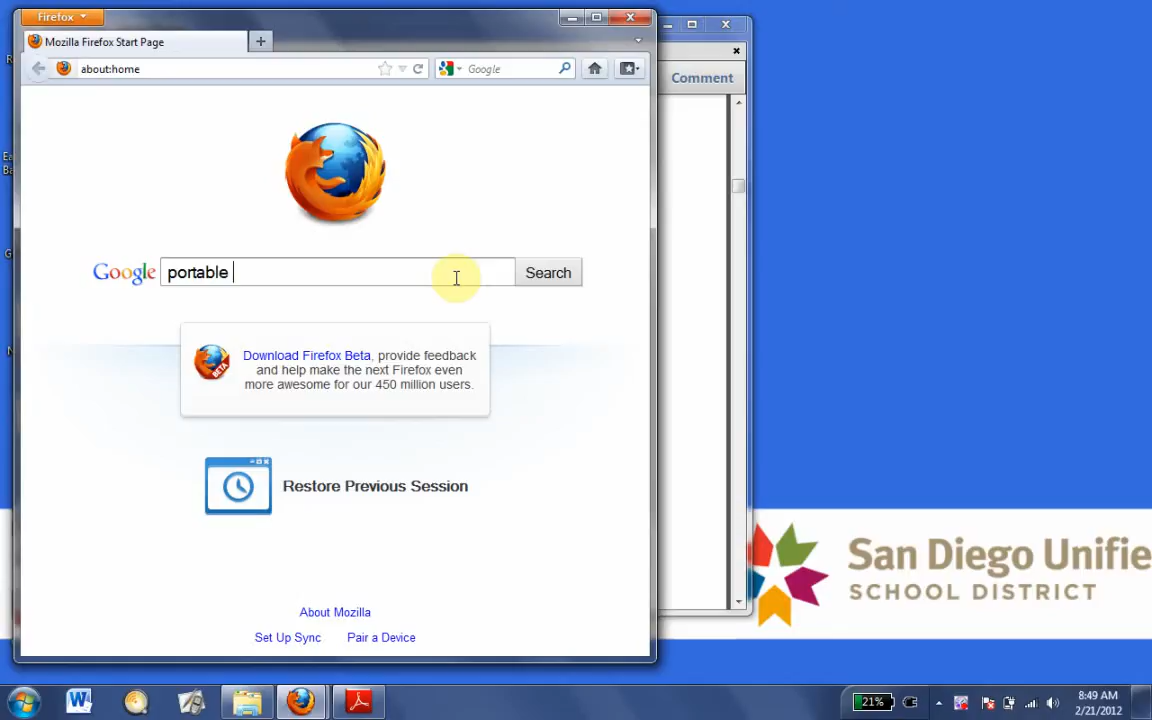 Firefox
Mozilla Firefox Start Page
about:home
Google
Comment
Google portable Search
BETA
Download Firefox Beta, provide feedback
and help make the next Firefox even
more awesome for our 450 million users.
Restore Previous Session
San Diego Unifie
SCHOOL DISTRICT
About Mozilla
Set Up Sync Pair a Device
21%
8:49 AM
2/21/2012